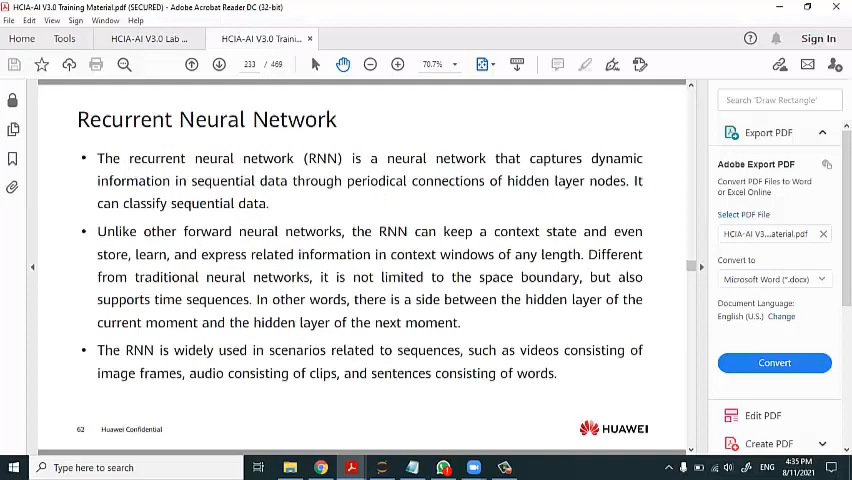 HCIA-AI V3.0 Training Material.pdf (SECURED) - Adobe Acrobat Reader DC (32-bit)
File Edit View Sign Window Help
Home Tools HCIA-AI V3.0 Lab ... HCIA-AI V3.0 Traini... × Sign In
233 / 469 70.7%
Recurrent Neural Network
• The recurrent neural network (RNN) is a neural network that captures dynamic
information in sequential data through periodical connections of hidden layer nodes. It
can classify sequential data.
• Unlike other forward neural networks, the RNN can keep a context state and even
store, learn, and express related information in context windows of any length. Different
from traditional neural networks, it is not limited to the space boundary, but also
supports time sequences. In other words, there is a side between the hidden layer of the
current moment and the hidden layer of the next moment.
• The RNN is widely used in scenarios related to sequences, such as videos consisting of
image frames, audio consisting of clips, and sentences consisting of words.
62 Huawei Confidential
HUAWEI
Search 'Draw Rectangle'
Export PDF
Adobe Export PDF
Convert PDF Files to Word
or Excel Online
Select PDF File
HCIA-AI V3...aterial.pdf
Convert to
Microsoft Word (*.docx)
Document Language:
English (U.S.) Change
Convert
Edit PDF
Create PDF
Type here to search
ENG
4:35 PM
8/11/2021